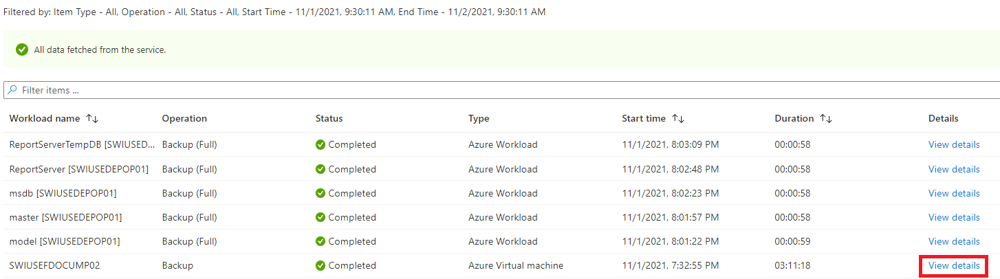 Filtered by: Item Type - All, Operation - All, Status - All, Start Time - 11/1/2021, 9:30:11 AM, End Time - 11/2/2021, 9:30:11 AM
All data fetched from the service.
Filter items ...
Workload name ↑↓ Operation Status Type Start time ↑↓ Duration ↑↓ Details
ReportServerTempDB [SWIUSED... Backup (Full) Completed Azure Workload 11/1/2021, 8:03:09 PM 00:00:58 View details
ReportServer [SWIUSEDEPOP01] Backup (Full) Completed Azure Workload 11/1/2021, 8:02:48 PM 00:00:58 View details
msdb [SWIUSEDEPOP01] Backup (Full) Completed Azure Workload 11/1/2021, 8:02:23 PM 00:00:58 View details
master [SWIUSEDEPOP01] Backup (Full) Completed Azure Workload 11/1/2021, 8:01:57 PM 00:00:58 View details
model [SWIUSEDEPOP01] Backup (Full) Completed Azure Workload 11/1/2021, 8:01:22 PM 00:00:59 View details
SWIUSEFDOCUMP02 Backup Completed Azure Virtual machine 11/1/2021, 7:32:55 PM 03:11:18 View details